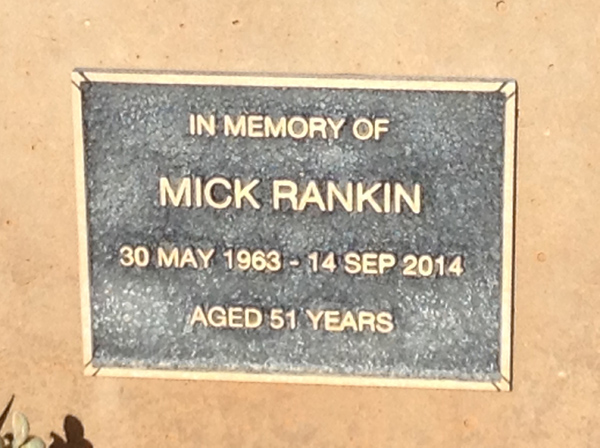 IN MEMORY OF
MICK RANKIN
30 MAY 1963 - 14 SEP 2014
AGED 51 YEARS